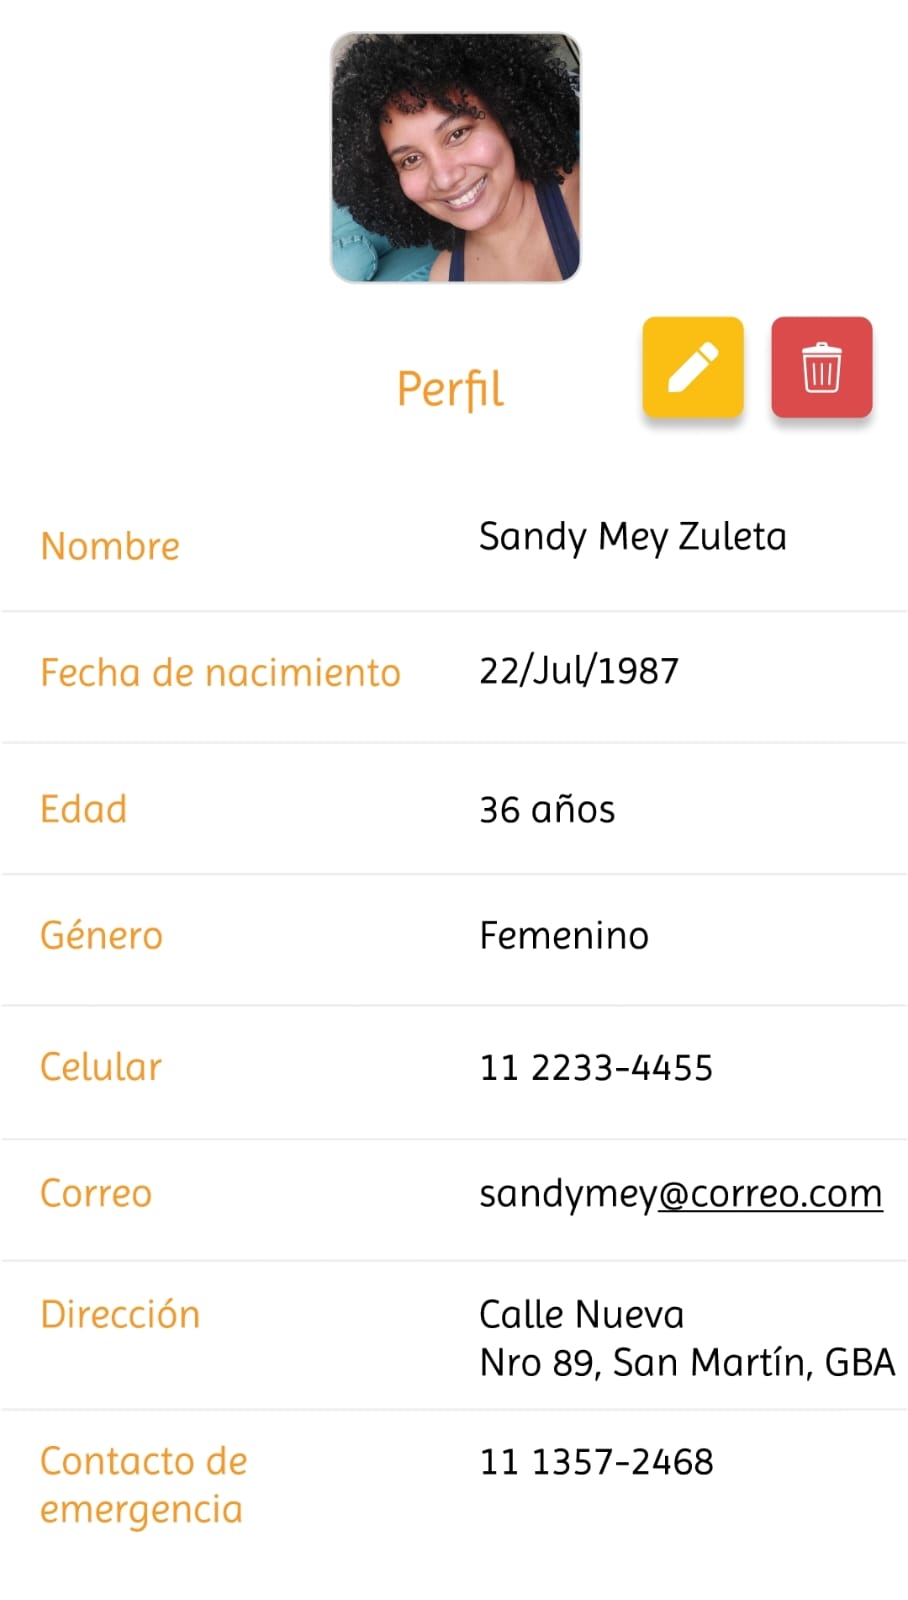 Perfil
Nombre
Sandy Mey Zuleta
Fecha de nacimiento
22/Jul/1987
Edad
36 años
Género
Femenino
Celular
11 2233-4455
Correo
sandymey@correo.com
Dirección
Calle Nueva
Nro 89, San Martín, GBA
Contacto de
emergencia
11 1357-2468